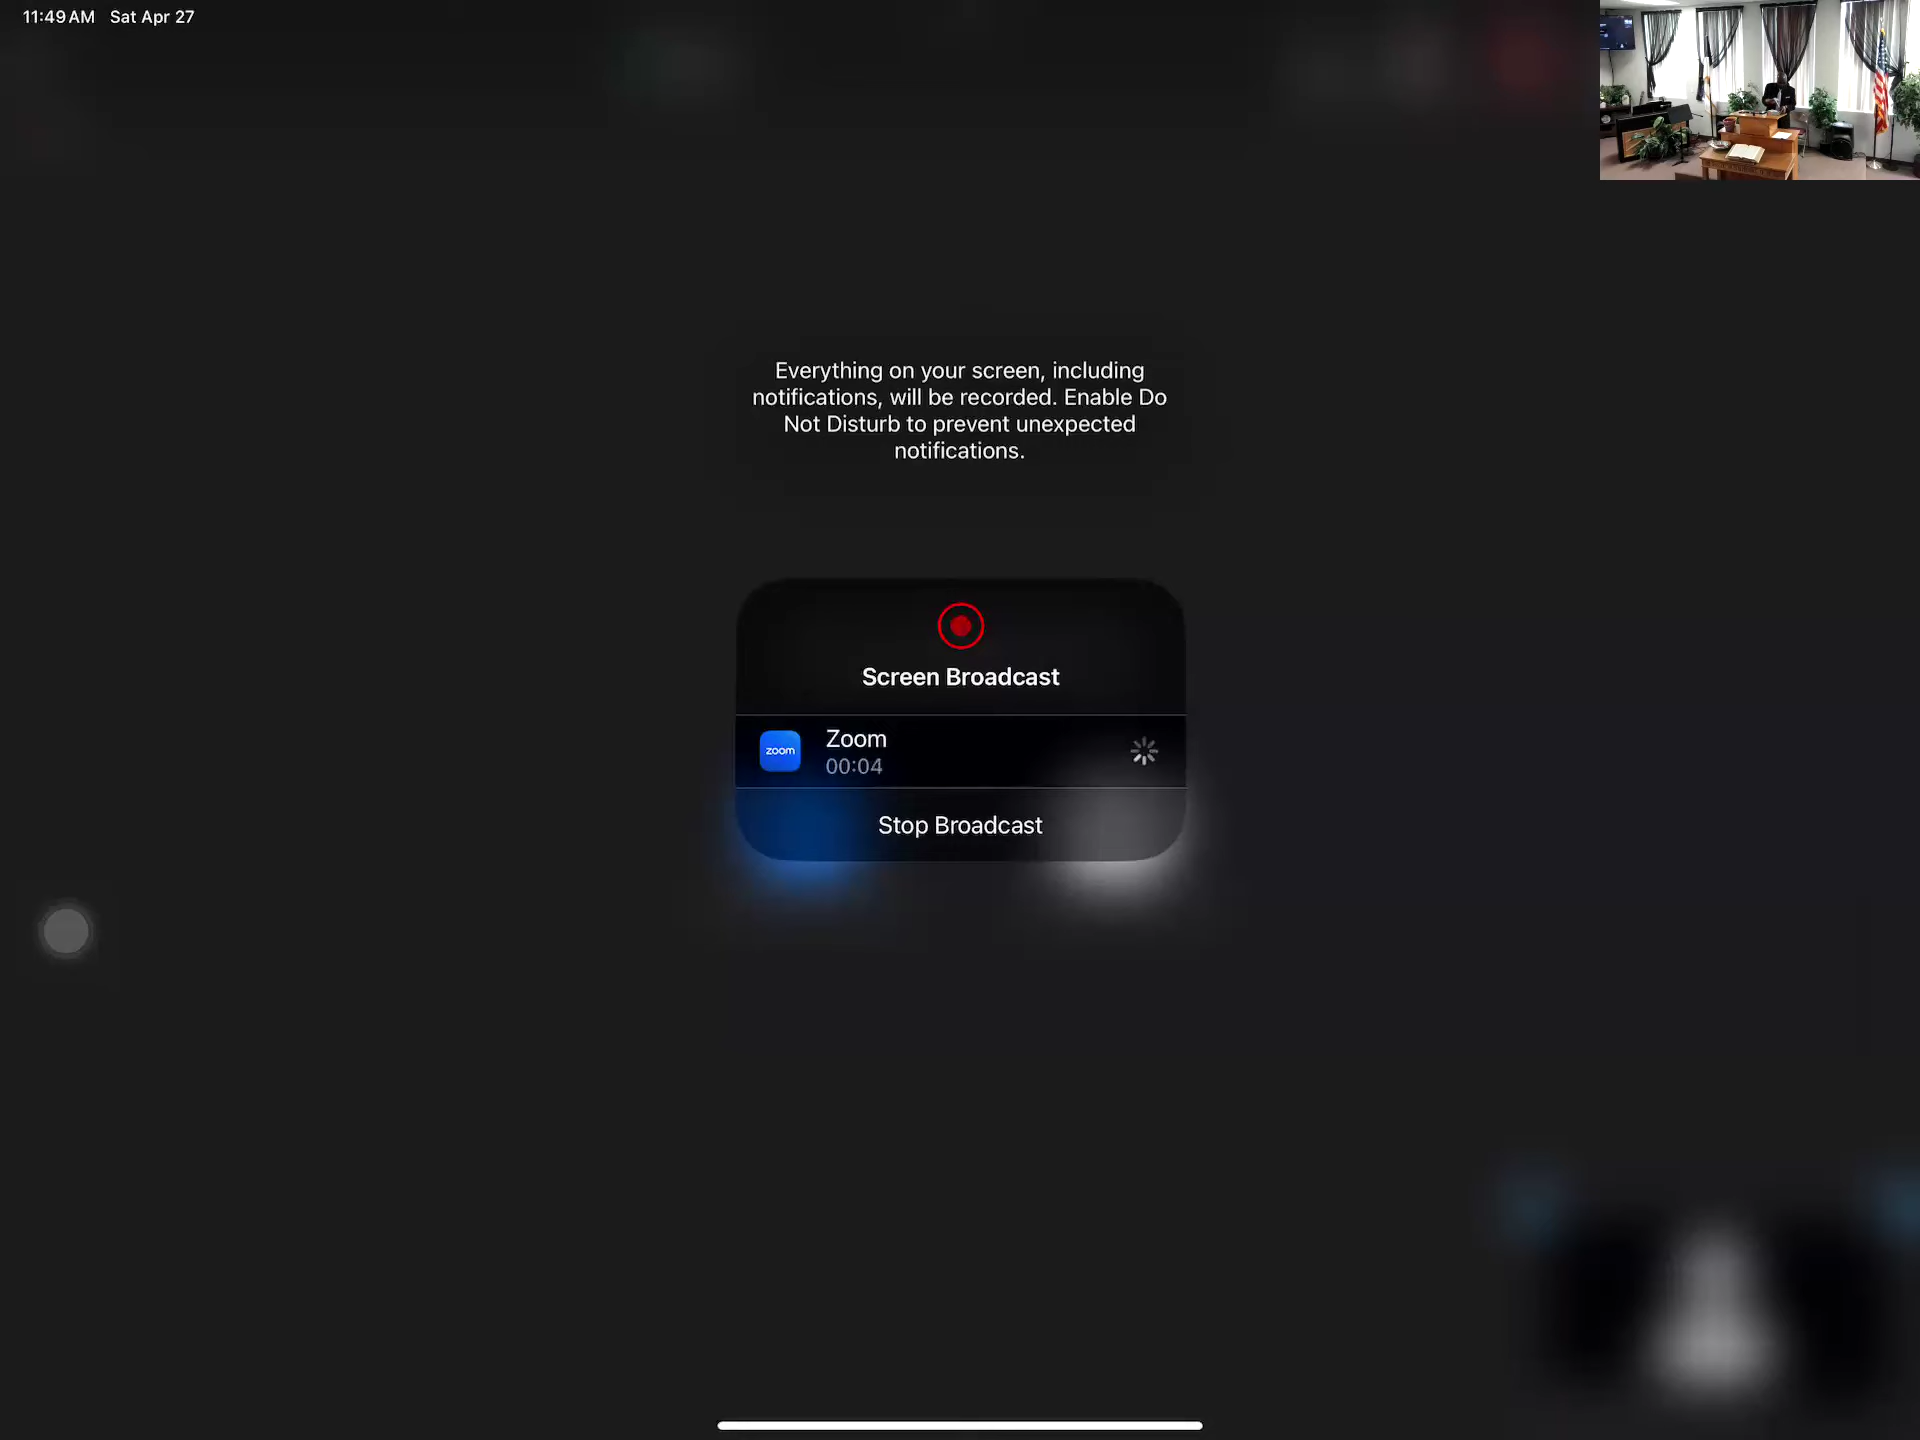 11:49 AM Sat Apr 27
Everything on your screen, including
notifications, will be recorded. Enable Do
Not Disturb to prevent unexpected
notifications.
Screen Broadcast
zoom
Zoom
00:04
Stop Broadcast